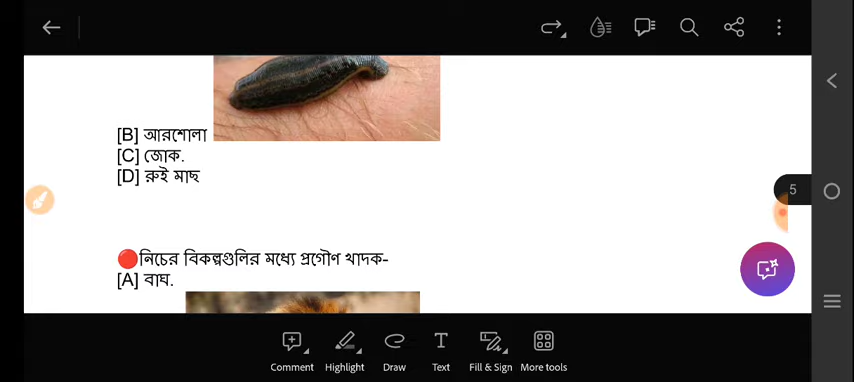 [B] আরশোলা
[C] জোক.
[D] রুই মাছ
5
🔴নিচের বিকল্পগুলির মধ্যে প্রগৌণ খাদক-
[A] বাঘ.
Comment
Highlight
Draw
Text
Fill & Sign
More tools